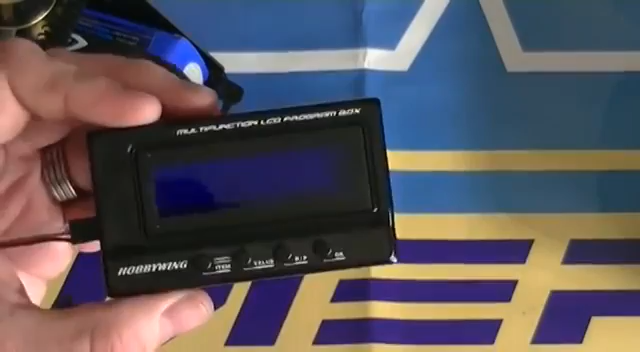 MULTIFUNCTION LCD PROGRAM BOX
HOBBYWING
ITEM VALUE R/P OK